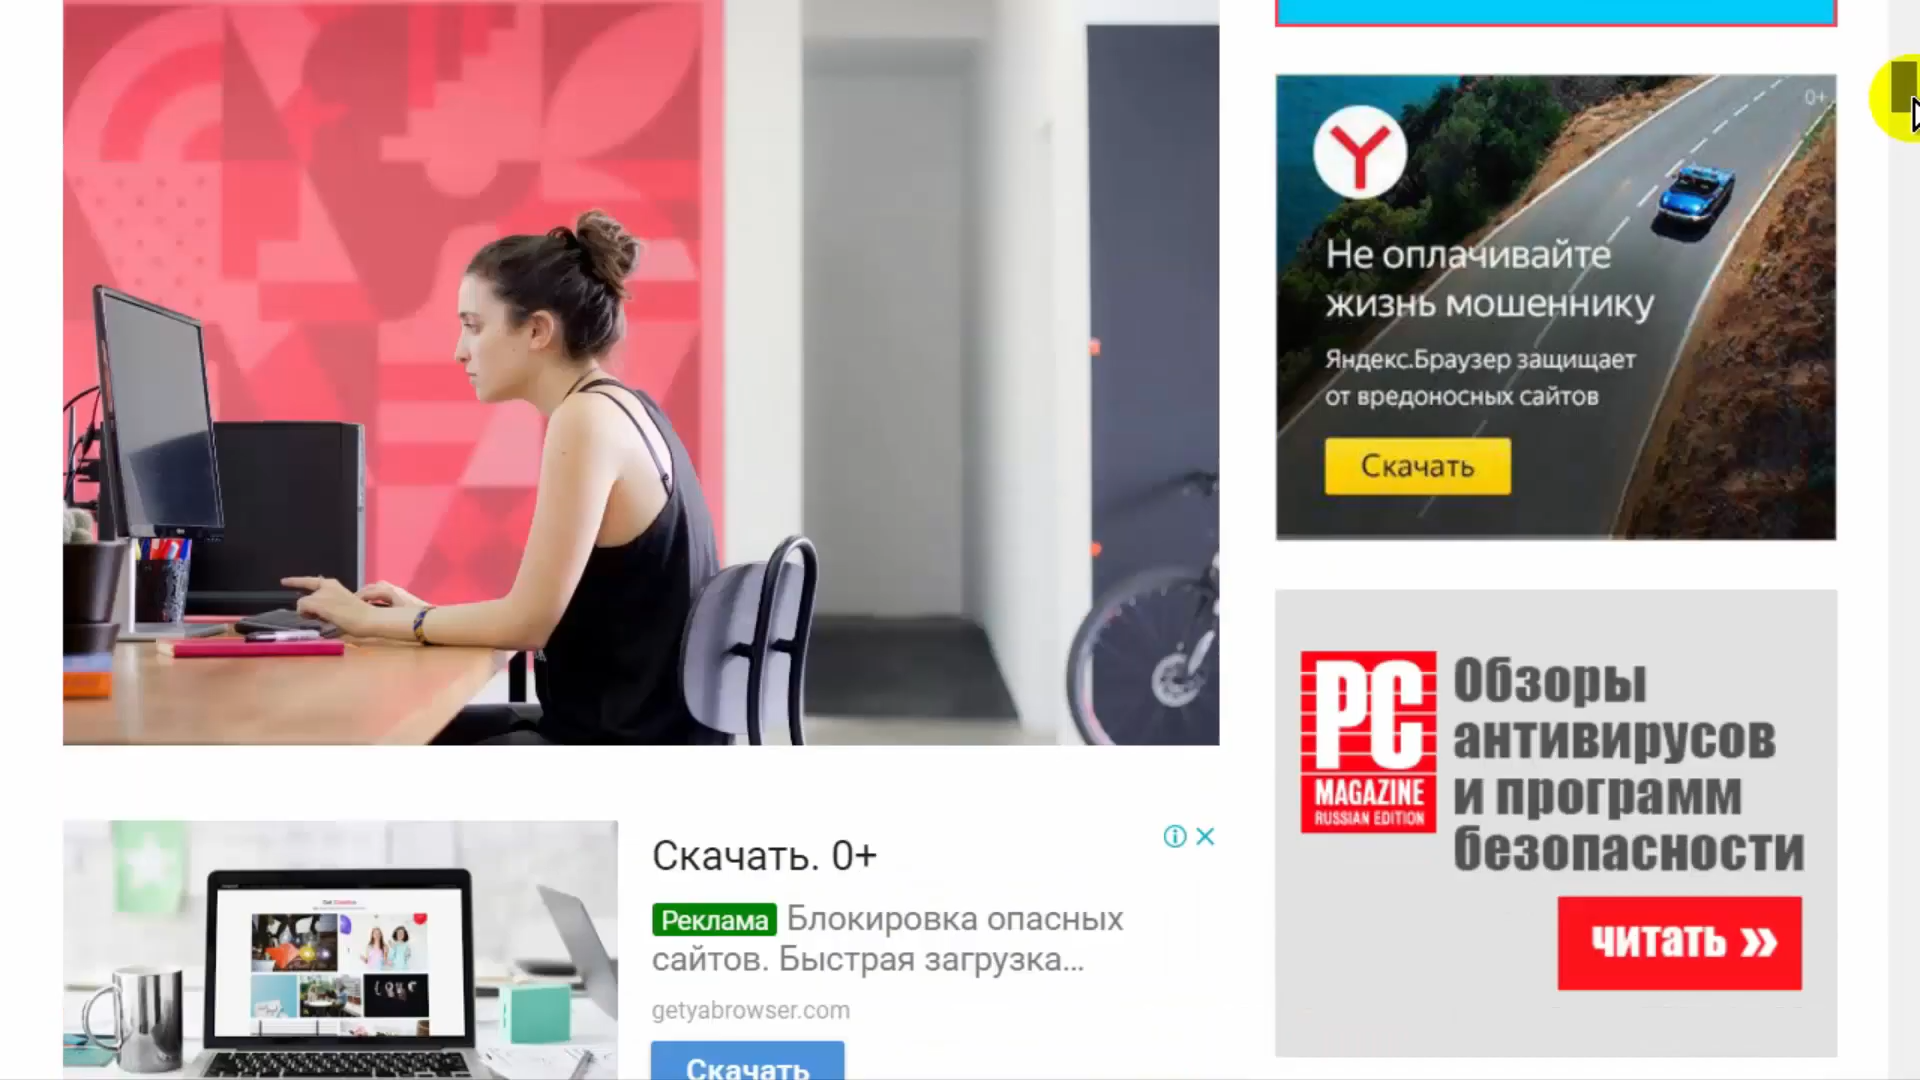 0+
Не оплачивайте
жизнь мошеннику
Яндекс.Браузер защищает
от вредоносных сайтов
Скачать
PC
MAGAZINE
RUSSIAN EDITION
Обзоры
антивирусов
и программ
безопасности
читать »
Скачать. 0+
Реклама Блокировка опасных
сайтов. Быстрая загрузка...
getyabrowser.com
Скачать